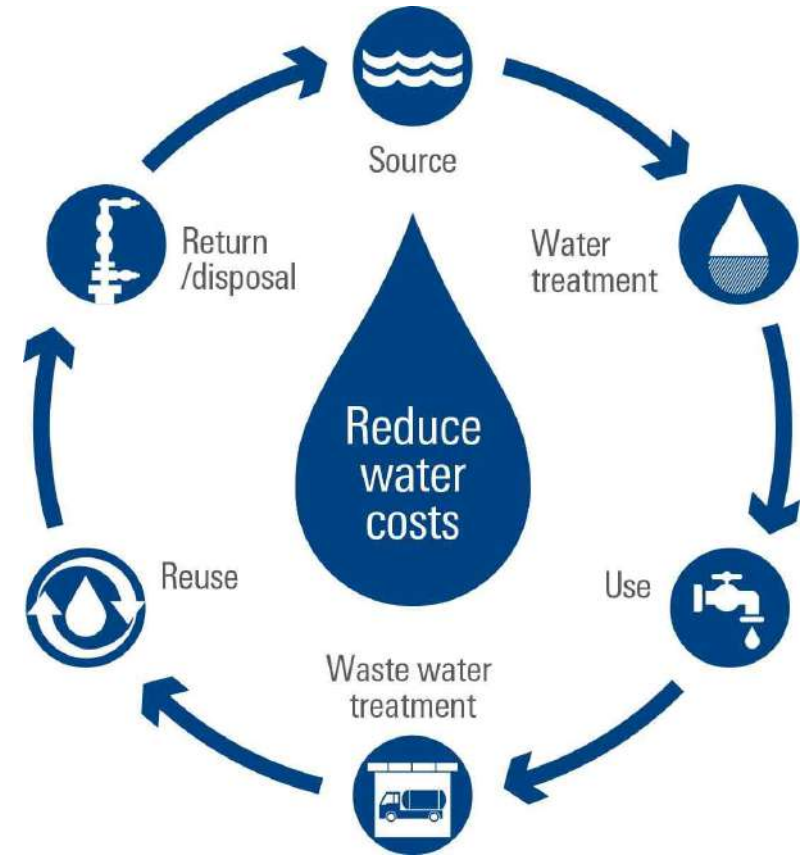 Source
Return
/disposal
Water
treatment
Reduce
water
costs
Reuse
Use
Waste water
treatment